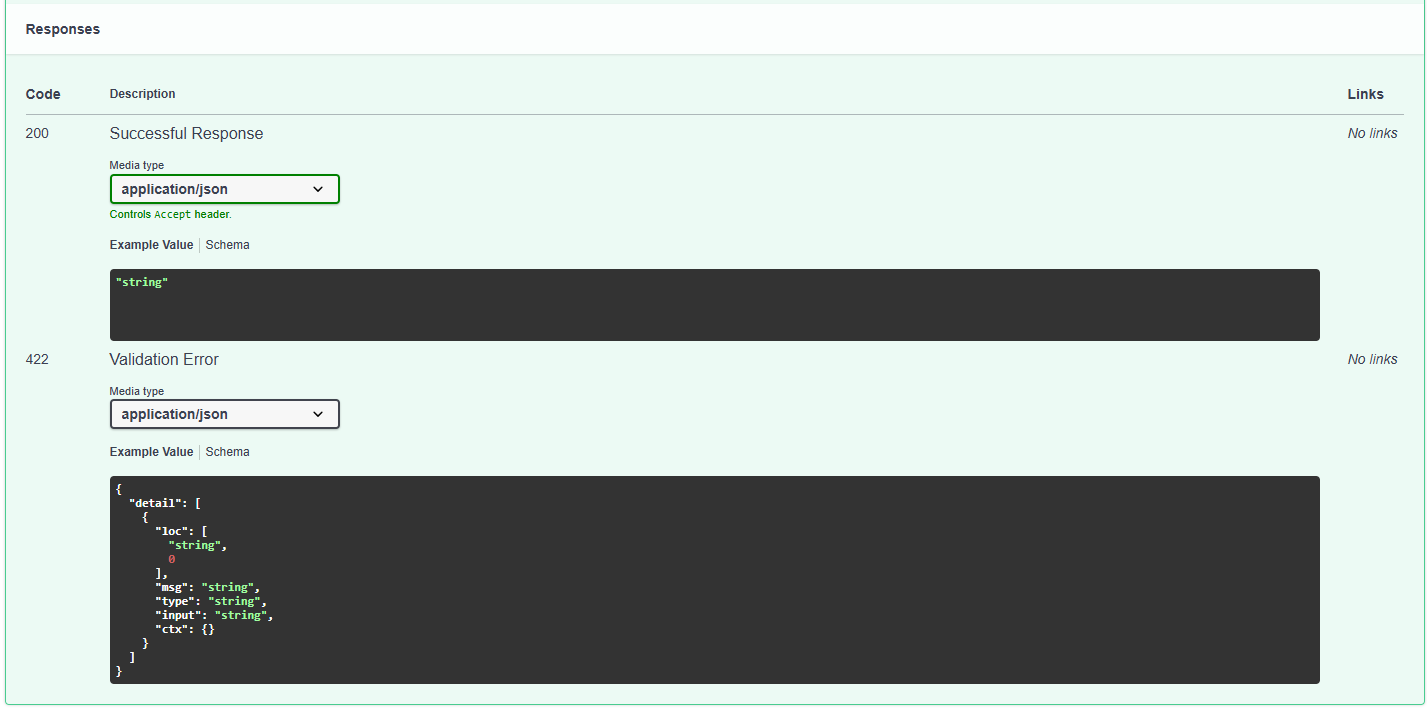 Responses
Code Description Links
200 Successful Response No links
Media type
application/json
Controls Accept header.
Example Value Schema
"string"
422 Validation Error No links
Media type
application/json
Example Value Schema
{
  "detail": [
    {
      "loc": [
        "string",
        0
      ],
      "msg": "string",
      "type": "string",
      "input": "string",
      "ctx": {}
    }
  ]
}